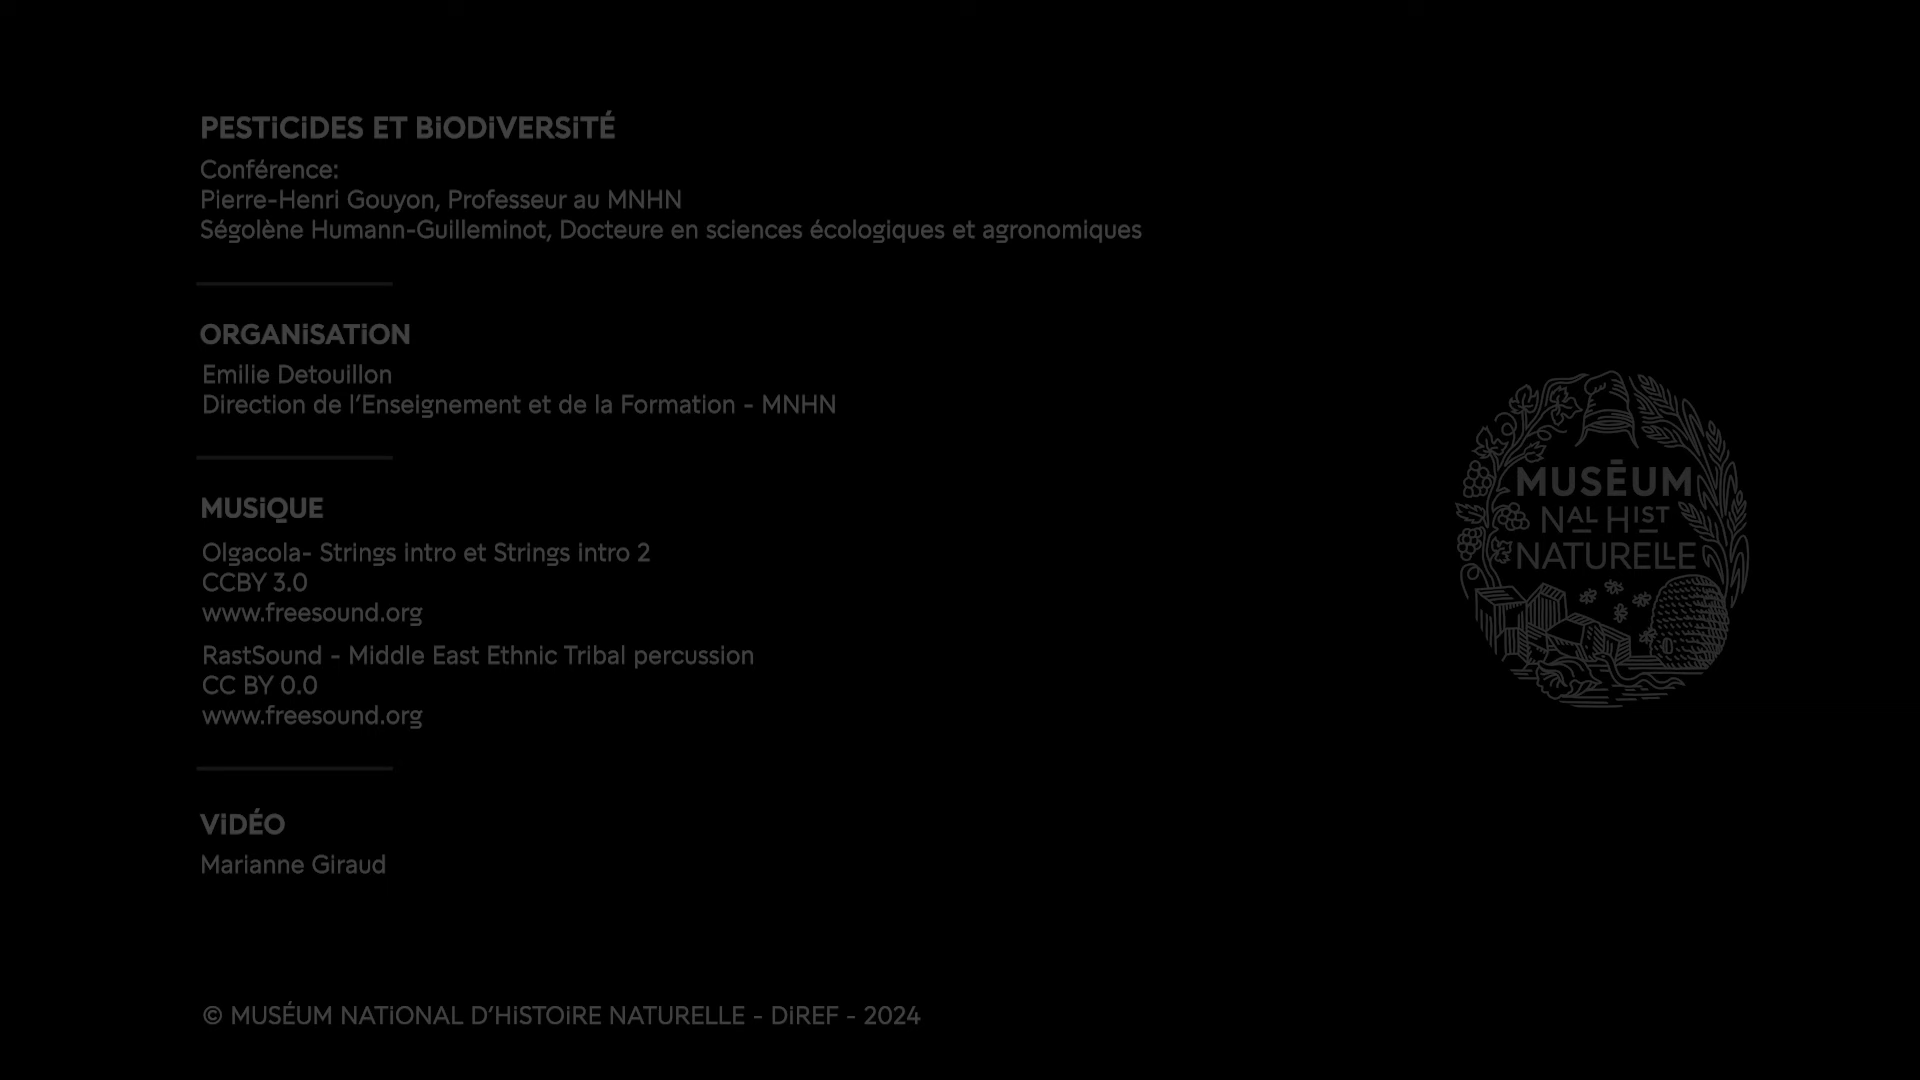 PESTiCiDES ET BiODiVERSiTÉ
Conférence:
Pierre-Henri Gouyon, Professeur au MNHN
Ségolène Humann-Guilleminot, Docteure en sciences écologiques et agronomiques
ORGANiSATiON
Emilie Detouillon
Direction de l’Enseignement et de la Formation - MNHN
MUSiQUE
Olgacola- Strings intro et Strings intro 2
CCBY 3.0
www.freesound.org
RastSound - Middle East Ethnic Tribal percussion
CC BY 0.0
www.freesound.org
ViDÉO
Marianne Giraud
© MUSÉUM NATiONAL D’HiSTOiRE NATURELLE - DiREF - 2024
MUSĒUM
NAL HIST
NATURELLE